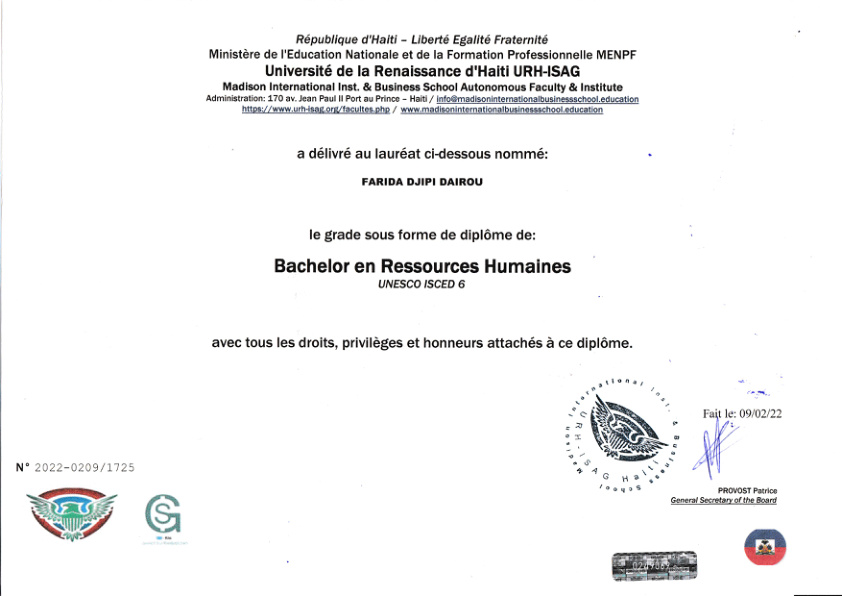 République d'Haiti – Liberté Egalité Fraternité
Ministère de l'Education Nationale et de la Formation Professionnelle MENPF
Université de la Renaissance d'Haiti URH-ISAG
Madison International Inst. & Business School Autonomous Faculty & Institute
Administration: 170 av. Jean Paul II Port au Prince – Haiti / info@madisoninternationalbusinessschool.education
https://www.urh-isag.org/facultes.php / www.madisoninternationalbusinessschool.education
a délivré au lauréat ci-dessous nommé:
FARIDA DJIPI DAIROU
le grade sous forme de diplôme de:
Bachelor en Ressources Humaines
UNESCO ISCED 6
avec tous les droits, privilèges et honneurs attachés à ce diplôme.
Madison International Inst. & Business School
URH-ISAG Haiti
Fait le: 09/02/22
N° 2022-0209/1725
PROVOST Patrice
General Secretary of the Board